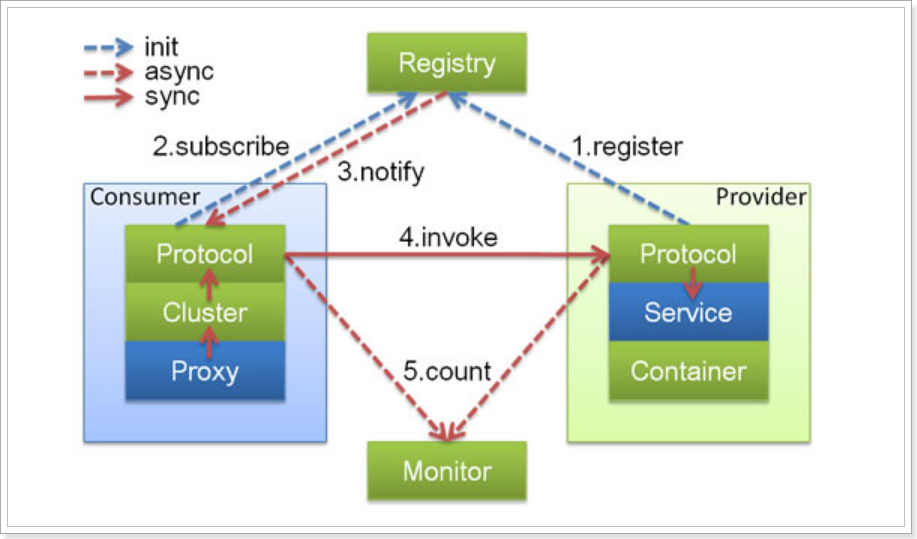 init
async
sync
Registry
2.subscribe
1.register
3.notify
Consumer
Provider
Protocol
4.invoke
Protocol
Cluster
Service
Proxy
5.count
Container
Monitor